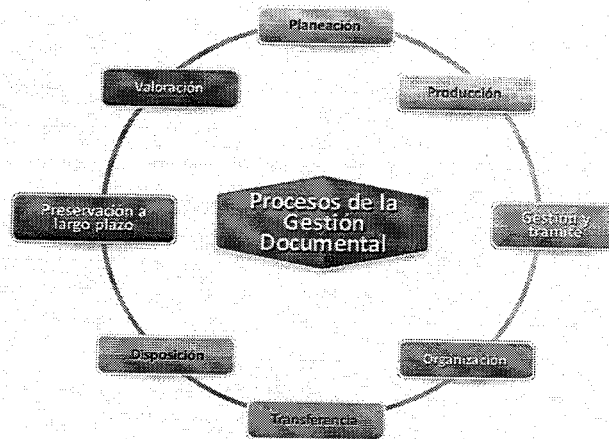 Planeación
Producción
Gestión y
trámite
Organización
Transferencia
Disposición
Preservación a
largo plazo
Valoración
Procesos de la
Gestión
Documental